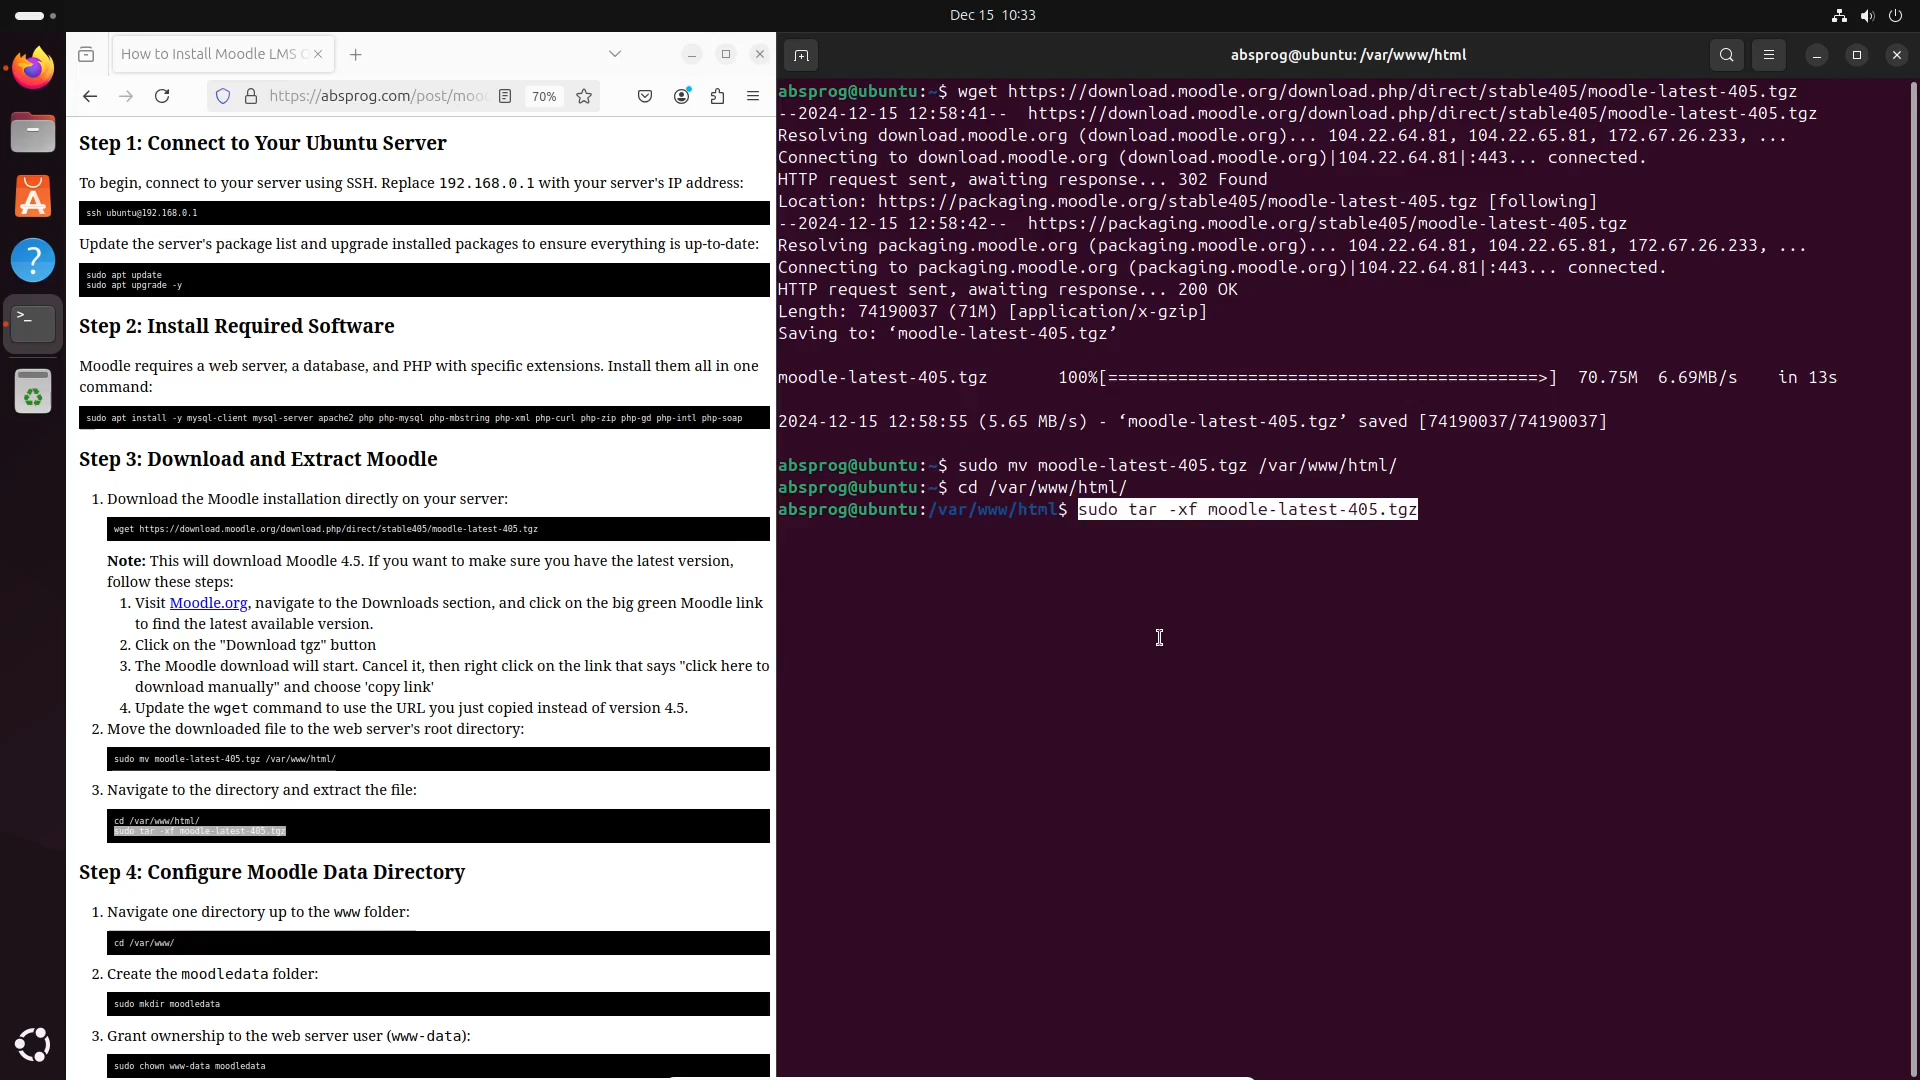 Dec 15 10:33
How to Install Moodle LMS
https://absprog.com/post/mood
70%
Step 1: Connect to Your Ubuntu Server
To begin, connect to your server using SSH. Replace 192.168.0.1 with your server's IP address:
ssh ubuntu@192.168.0.1
Update the server's package list and upgrade installed packages to ensure everything is up-to-date:
sudo apt update
sudo apt upgrade -y
Step 2: Install Required Software
Moodle requires a web server, a database, and PHP with specific extensions. Install them all in one
command:
sudo apt install -y mysql-client mysql-server apache2 php php-mysql php-mbstring php-xml php-curl php-zip php-gd php-intl php-soap
Step 3: Download and Extract Moodle
1. Download the Moodle installation directly on your server:
wget https://download.moodle.org/download.php/direct/stable405/moodle-latest-405.tgz
Note: This will download Moodle 4.5. If you want to make sure you have the latest version,
follow these steps:
1. Visit Moodle.org, navigate to the Downloads section, and click on the big green Moodle link
to find the latest available version.
2. Click on the "Download tgz" button
3. The Moodle download will start. Cancel it, then right click on the link that says "click here to
download manually" and choose 'copy link'
4. Update the wget command to use the URL you just copied instead of version 4.5.
2. Move the downloaded file to the web server's root directory:
sudo mv moodle-latest-405.tgz /var/www/html/
3. Navigate to the directory and extract the file:
cd /var/www/html/
sudo tar -xf moodle-latest-405.tgz
Step 4: Configure Moodle Data Directory
1. Navigate one directory up to the www folder:
cd /var/www/
2. Create the moodledata folder:
sudo mkdir moodledata
3. Grant ownership to the web server user (www-data):
sudo chown www-data moodledata
absprog@ubuntu: /var/www/html
absprog@ubuntu:~$ wget https://download.moodle.org/download.php/direct/stable405/moodle-latest-405.tgz
--2024-12-15 12:58:41--  https://download.moodle.org/download.php/direct/stable405/moodle-latest-405.tgz
Resolving download.moodle.org (download.moodle.org)... 104.22.64.81, 104.22.65.81, 172.67.26.233, ...
Connecting to download.moodle.org (download.moodle.org)|104.22.64.81|:443... connected.
HTTP request sent, awaiting response... 302 Found
Location: https://packaging.moodle.org/stable405/moodle-latest-405.tgz [following]
--2024-12-15 12:58:42--  https://packaging.moodle.org/stable405/moodle-latest-405.tgz
Resolving packaging.moodle.org (packaging.moodle.org)... 104.22.64.81, 104.22.65.81, 172.67.26.233, ...
Connecting to packaging.moodle.org (packaging.moodle.org)|104.22.64.81|:443... connected.
HTTP request sent, awaiting response... 200 OK
Length: 74190037 (71M) [application/x-gzip]
Saving to: ‘moodle-latest-405.tgz’
moodle-latest-405.tgz       100%[===========================================>]  70.75M  6.69MB/s    in 13s
2024-12-15 12:58:55 (5.65 MB/s) - ‘moodle-latest-405.tgz’ saved [74190037/74190037]
absprog@ubuntu:~$ sudo mv moodle-latest-405.tgz /var/www/html/
absprog@ubuntu:~$ cd /var/www/html/
absprog@ubuntu:/var/www/html$ sudo tar -xf moodle-latest-405.tgz